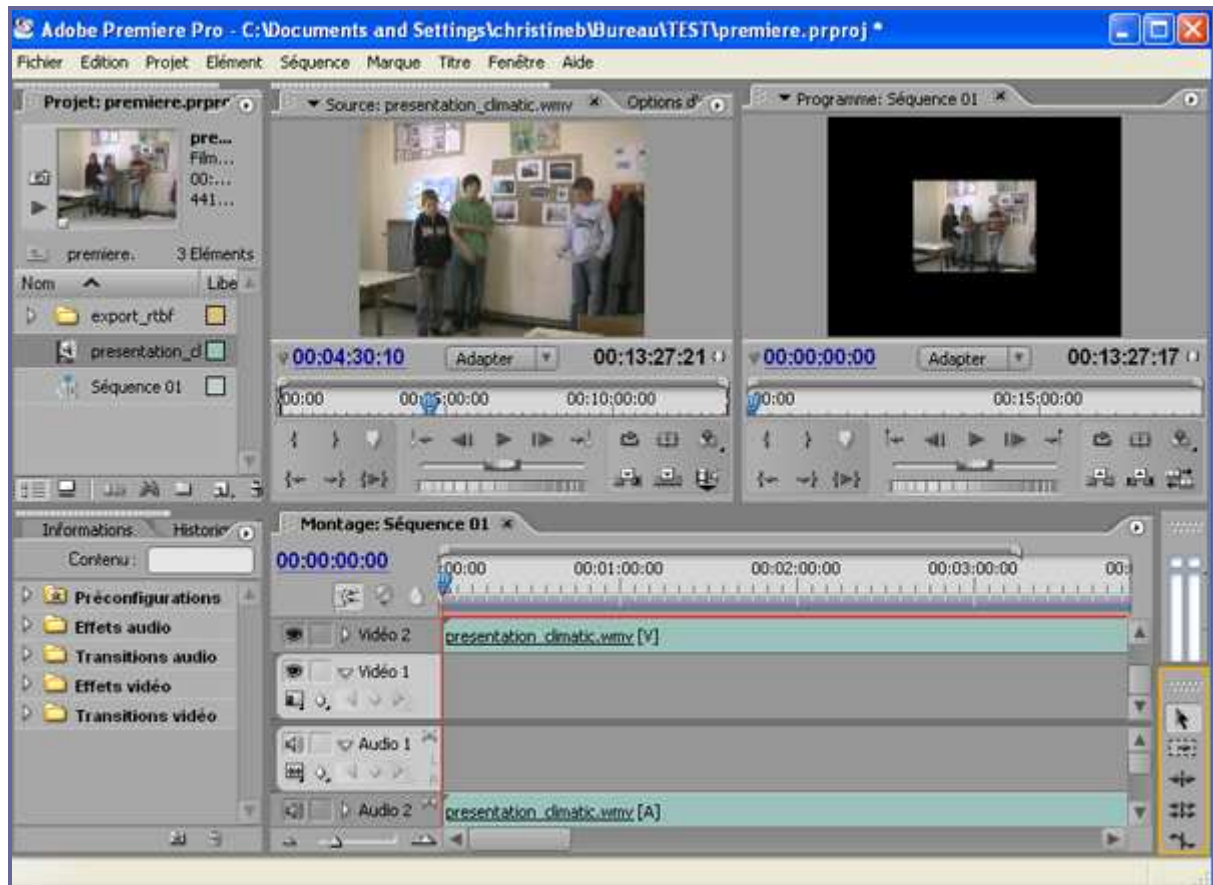 Adobe Premiere Pro - C:\Documents and Settings\christineb\Bureau\TEST\premiere.prproj *
Fichier Edition Projet Elément Séquence Marque Titre Fenêtre Aide
Projet: premiere.prpr
pre...
Film...
00:...
441...
premiere. 3 Eléments
Nom Libe
export_rtbf
presentation_cl
Séquence 01
Source: presentation_climatic.wmv Options d'
00:04:30:10 Adapter 00:13:27:21
00:00 00:05:00:00 00:10:00:00
Programme: Séquence 01
00:00:00:00 Adapter 00:13:27:17
00:00 00:15:00:00
Informations Historic
Contenu :
Préconfigurations
Effets audio
Transitions audio
Effets vidéo
Transitions vidéo
Montage: Séquence 01
00:00:00:00
:00:00 00:01:00:00 00:02:00:00 00:03:00:00 00:
Vidéo 2 presentation_climatic.wmv [V]
Vidéo 1
Audio 1
Audio 2 presentation_climatic.wmv [A]